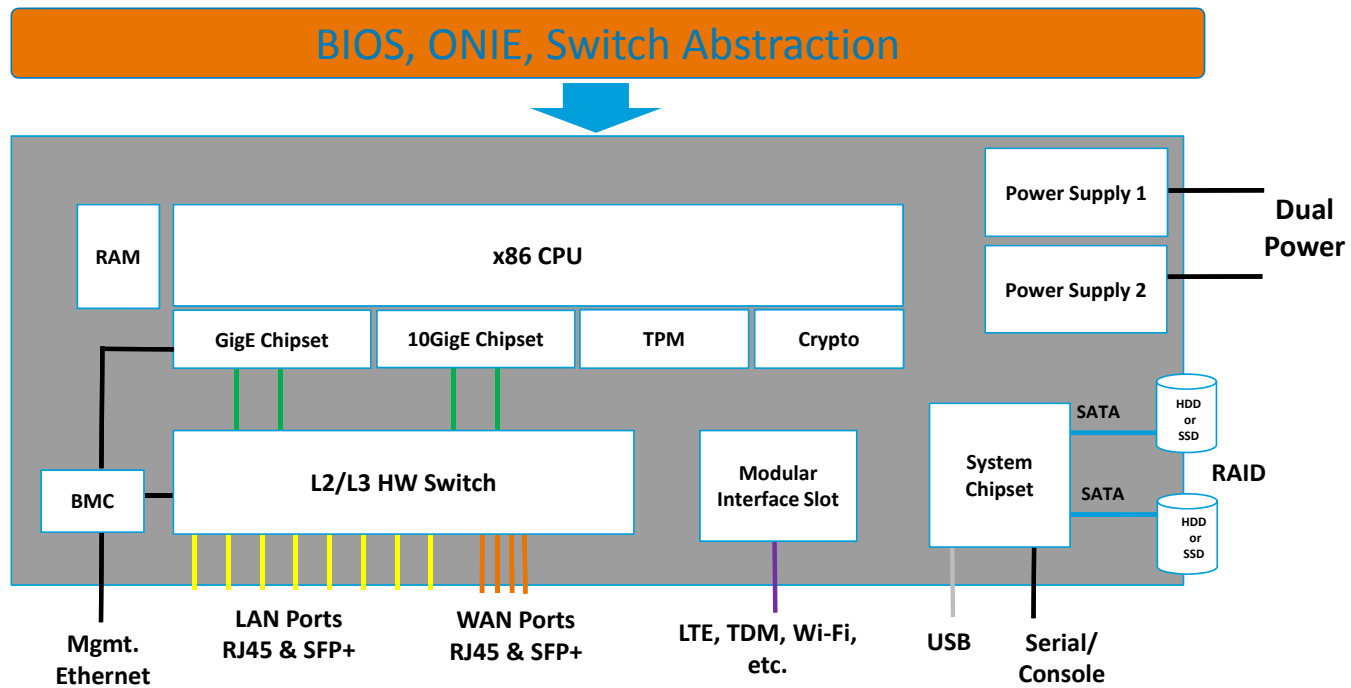 BIOS, ONIE, Switch Abstraction
Power Supply 1
Dual
Power
RAM
x86 CPU
Power Supply 2
GigE Chipset
10GigE Chipset
TPM
Crypto
SATA
HDD
or
SSD
L2/L3 HW Switch
Modular
Interface Slot
System
Chipset
RAID
BMC
SATA
HDD
or
SSD
LAN Ports
RJ45 & SFP+
WAN Ports
RJ45 & SFP+
LTE, TDM, Wi-Fi,
etc.
USB
Serial/
Console
Mgmt.
Ethernet